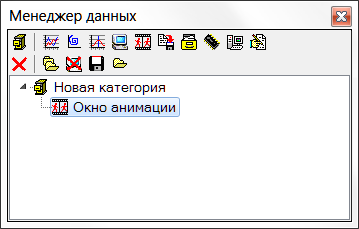 Менеджер данных
Новая категория
Окно анимации